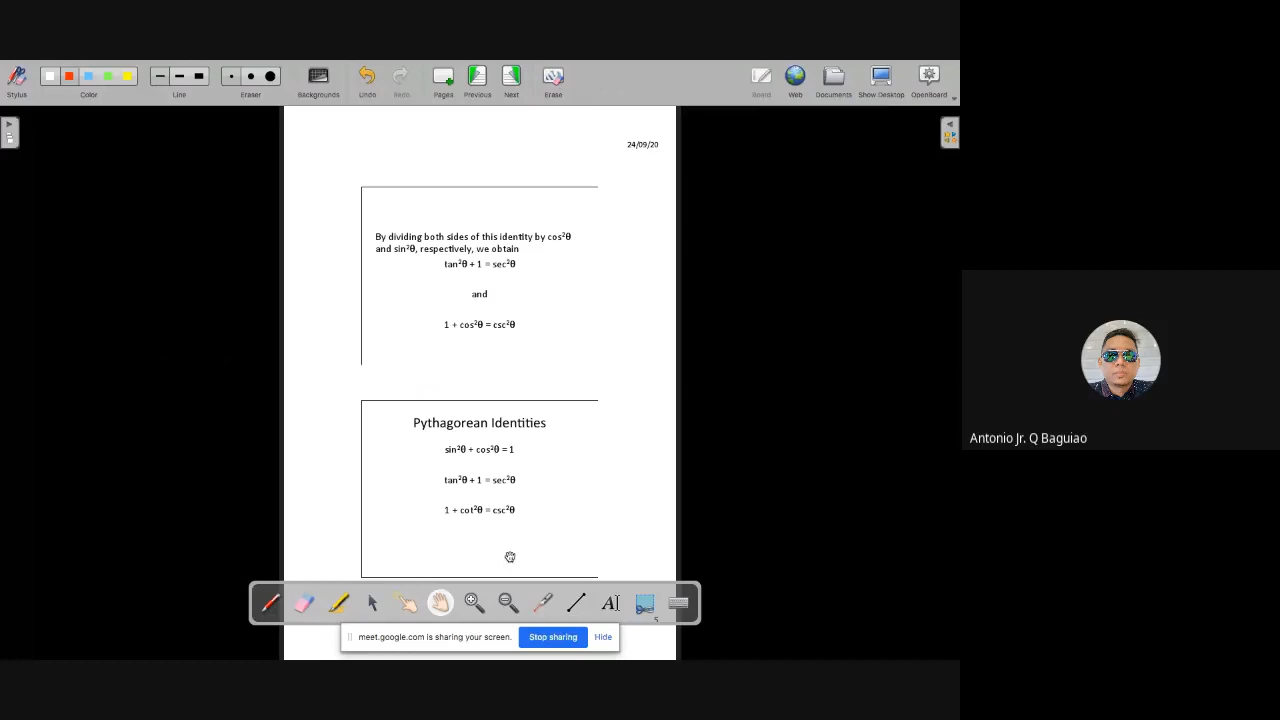 Stylus
Color
Line
Eraser
Backgrounds
Undo
Redo
Pages
Previous
Next
Erase
Board
Web
Documents
Show Desktop
OpenBoard
24/09/20
By dividing both sides of this identity by cos²θ
and sin²θ, respectively, we obtain
tan²θ + 1 = sec²θ
and
1 + cos²θ = csc²θ
Pythagorean Identities
sin²θ + cos²θ = 1
tan²θ + 1 = sec²θ
1 + cot²θ = csc²θ
Antonio Jr. Q Baguiao
5
meet.google.com is sharing your screen.
Stop sharing
Hide